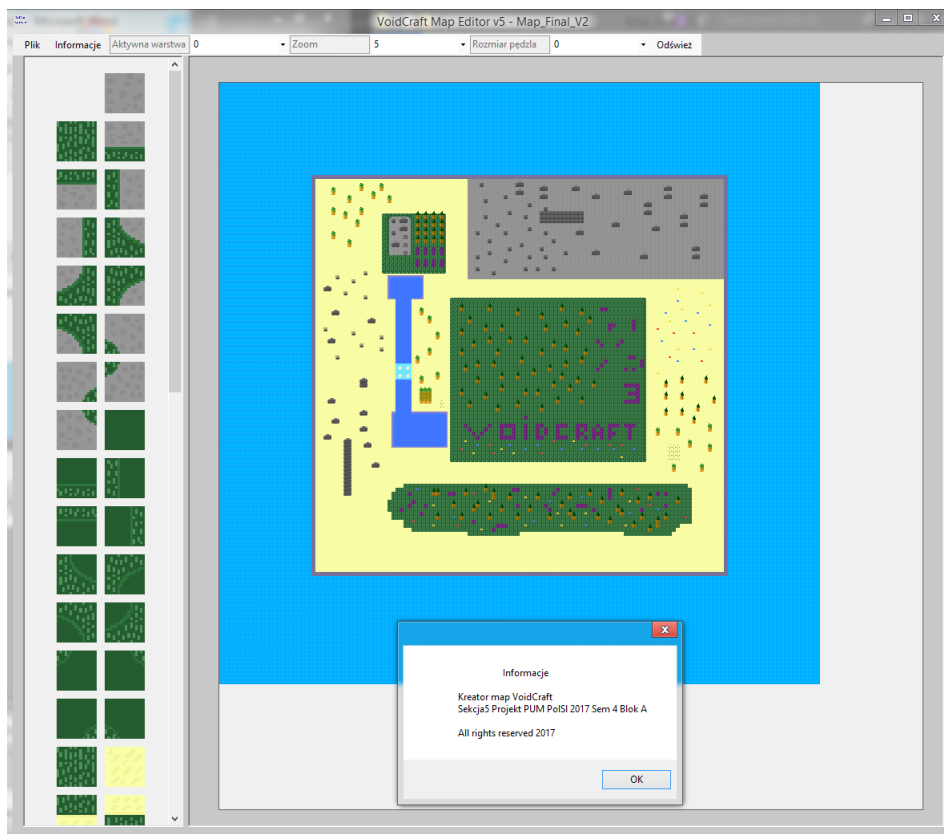 VoidCraft Map Editor v5 - Map_Final_V2
Plik Informacje Aktywna warstwa 0 Zoom 5 Rozmiar pędzla 0 Odśwież
VOIDCRAFT
Informacje
Kreator map VoidCraft
Sekcja5 Projekt PUM PolSl 2017 Sem 4 Blok A
All rights reserved 2017
OK